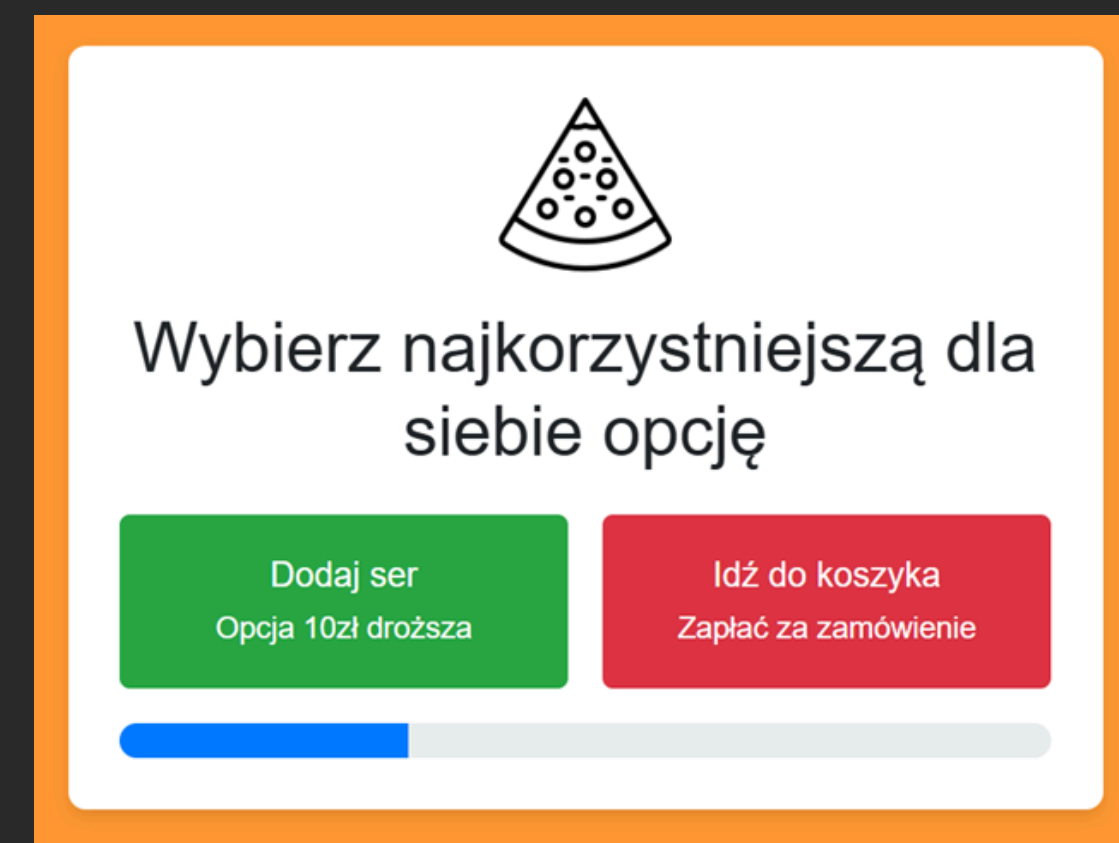 Wybierz najkorzystniejszą dla
siebie opcję
Dodaj ser
Opcja 10zł droższa
Idź do koszyka
Zapłać za zamówienie